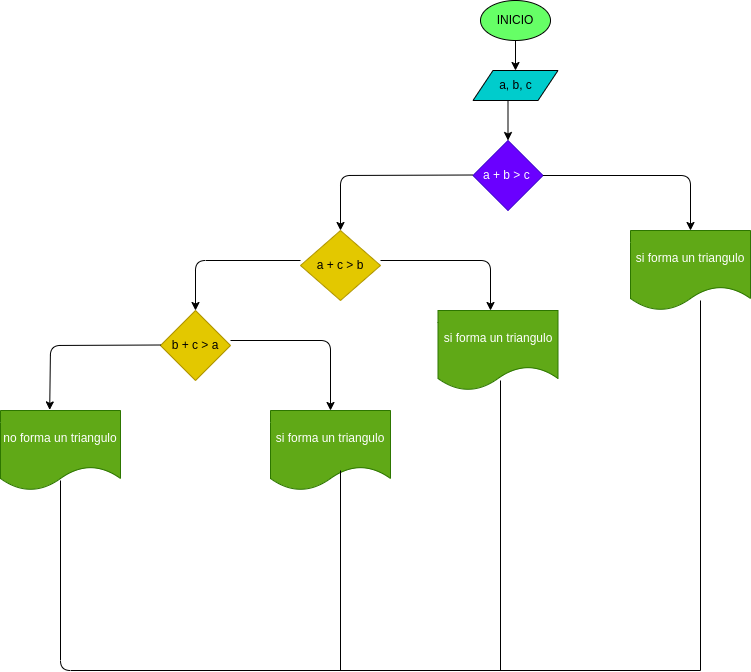 INICIO
a, b, c
a + b > c
a + c > b
si forma un triangulo
b + c > a
si forma un triangulo
no forma un triangulo
si forma un triangulo